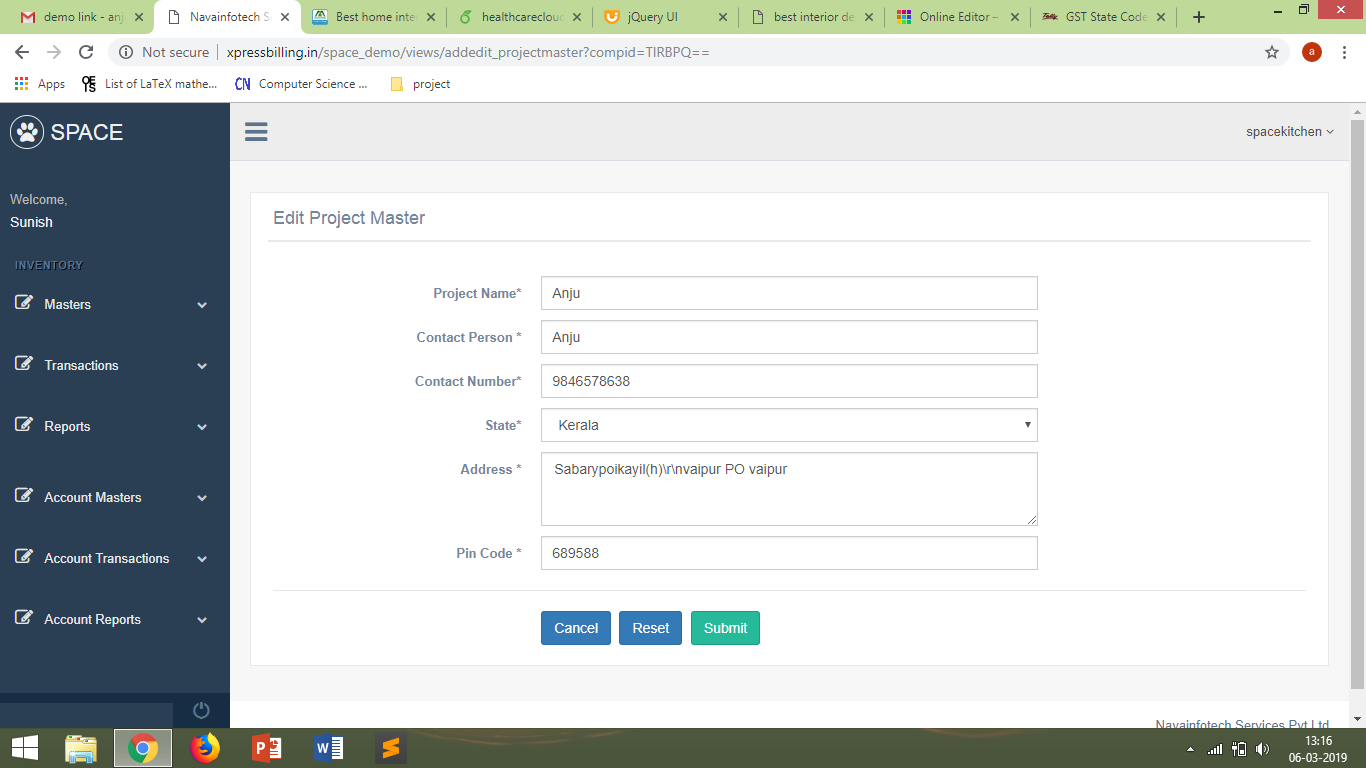 demo link - anj
Navainfotech S
Best home inte
healthcareclouc
jQuery UI
best interior de
Online Editor –
GST State Code
Not secure
xpressbilling.in/space_demo/views/addedit_projectmaster?compid=TIRBPQ==
a
Apps
List of LaTeX mathe...
CN Computer Science ...
project
SPACE
spacekitchen
Welcome,
Sunish
INVENTORY
Masters
Transactions
Reports
Account Masters
Account Transactions
Account Reports
Edit Project Master
Project Name* Anju
Contact Person * Anju
Contact Number* 9846578638
State* Kerala
Address * Sabarypoikayil(h)\r\nvaipur PO vaipur
Pin Code * 689588
Cancel Reset Submit
Navainfotech Services Pvt Ltd
13:16
06-03-2019